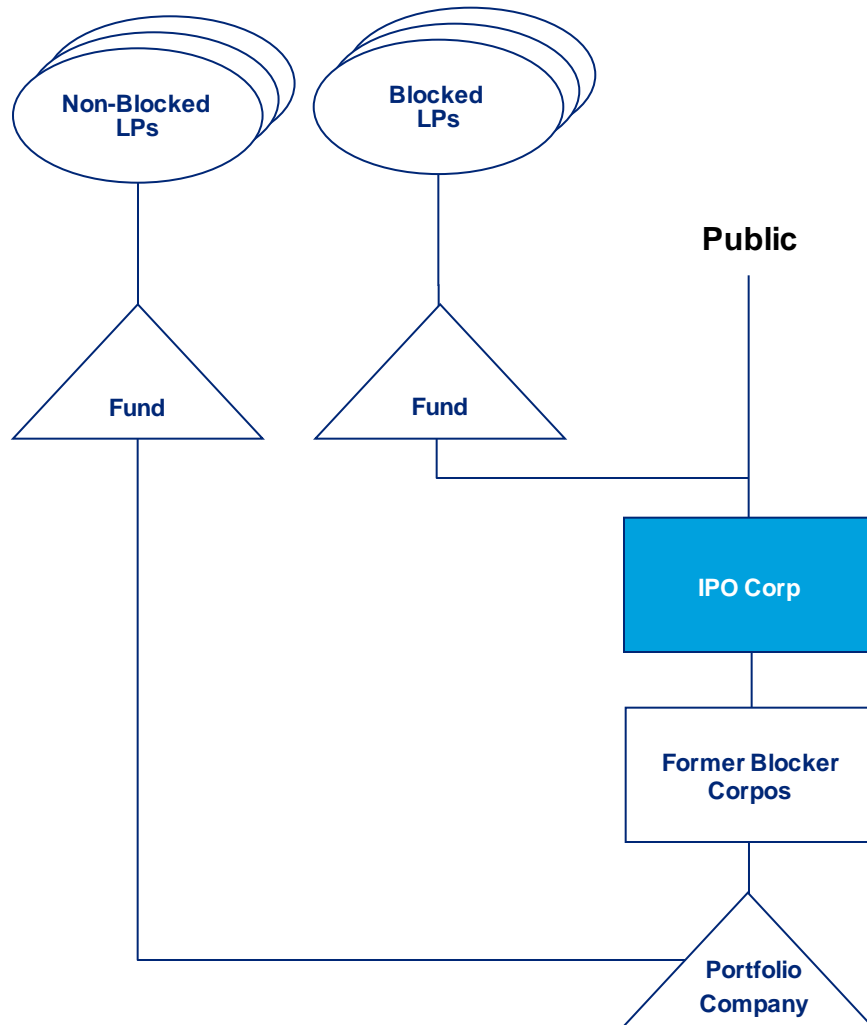 Non-Blocked
LPs
Blocked
LPs
Public
Fund
Fund
IPO Corp
Former Blocker
Corpos
Portfolio
Company